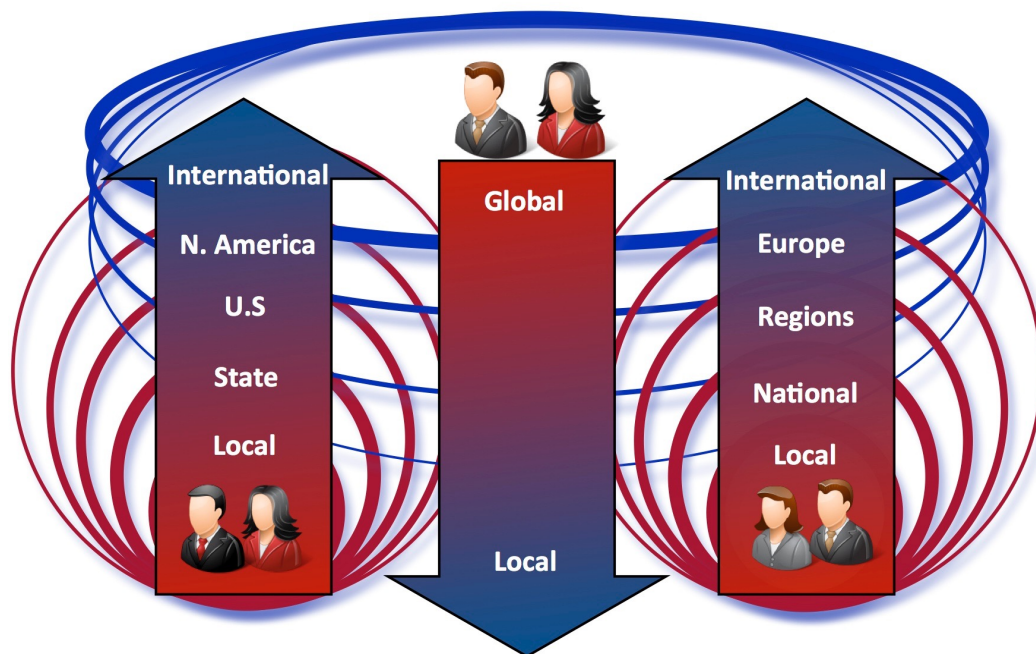 International
N. America
U.S
State
Local
Global
Local
International
Europe
Regions
National
Local